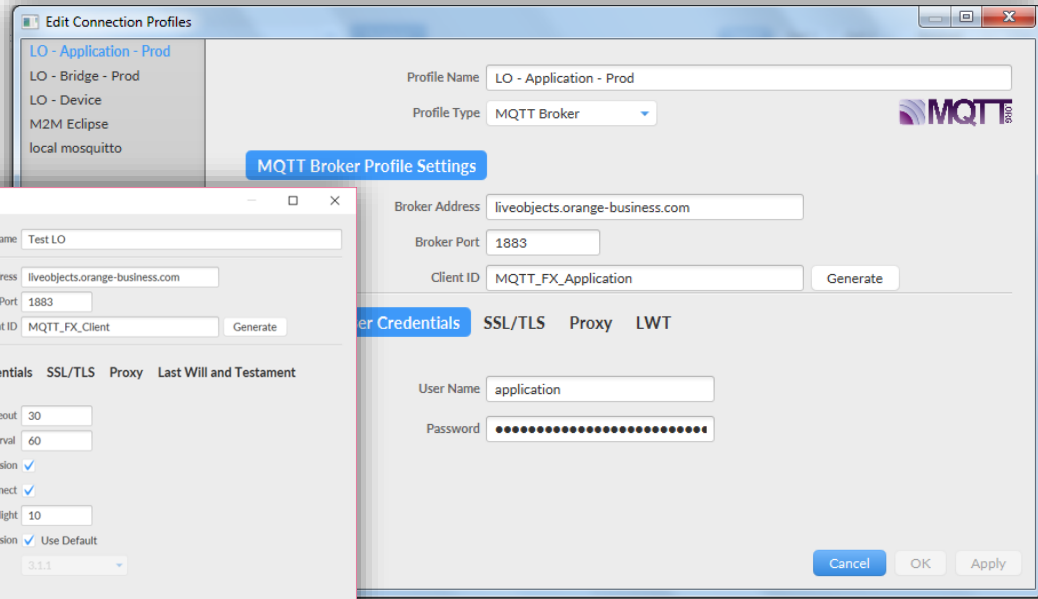 Edit Connection Profiles
LO - Application - Prod
LO - Bridge - Prod
LO - Device
M2M Eclipse
local mosquitto
Profile Name LO - Application - Prod
Profile Type MQTT Broker
MQTT.ORG
MQTT Broker Profile Settings
Broker Address liveobjects.orange-business.com
Broker Port 1883
Client ID MQTT_FX_Application Generate
er Credentials SSL/TLS Proxy LWT
User Name application
Password
Cancel OK Apply
ame Test LO
ress liveobjects.orange-business.com
Port 1883
nt ID MQTT_FX_Client Generate
entials SSL/TLS Proxy Last Will and Testament
eout 30
rval 60
sion
nect
light 10
sion Use Default
3.1.1